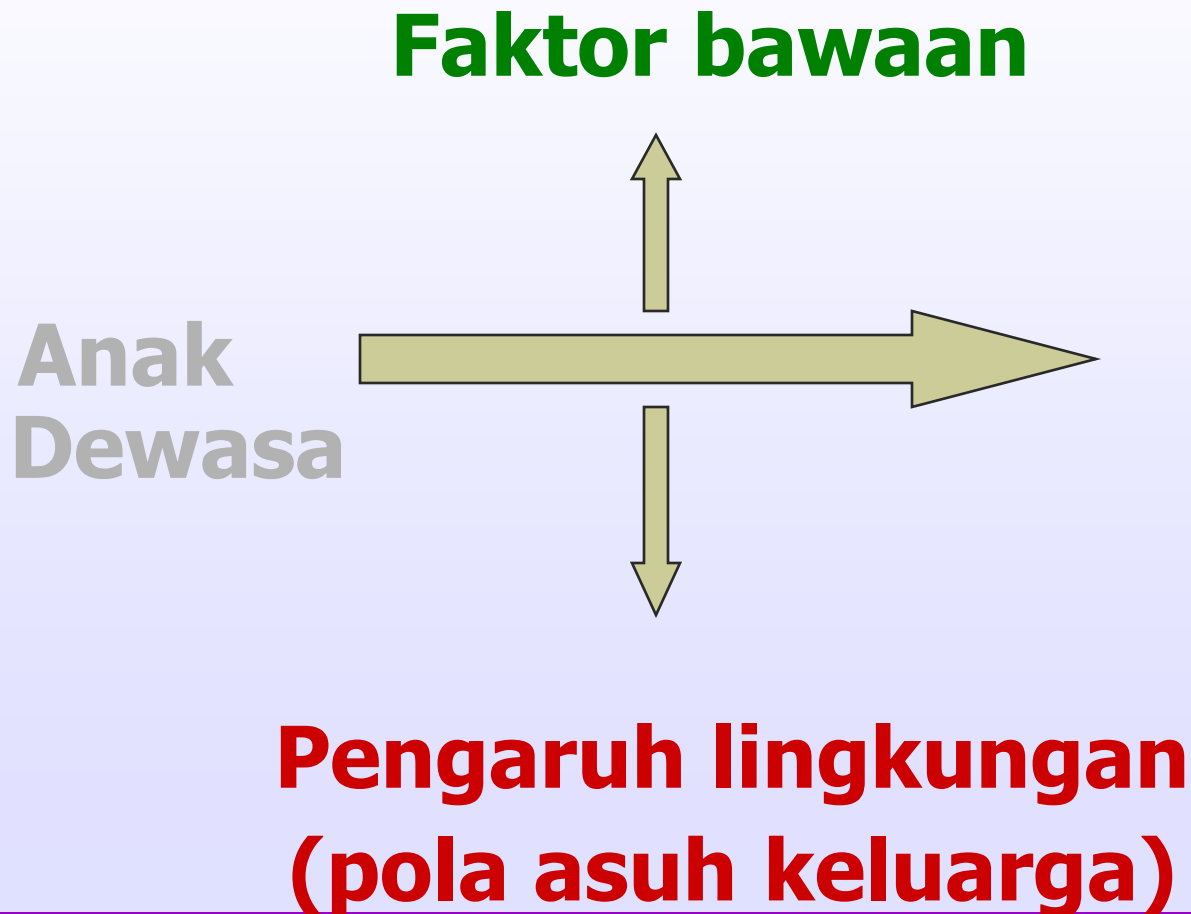 Faktor bawaan
Anak
Dewasa
Pengaruh lingkungan
(pola asuh keluarga)